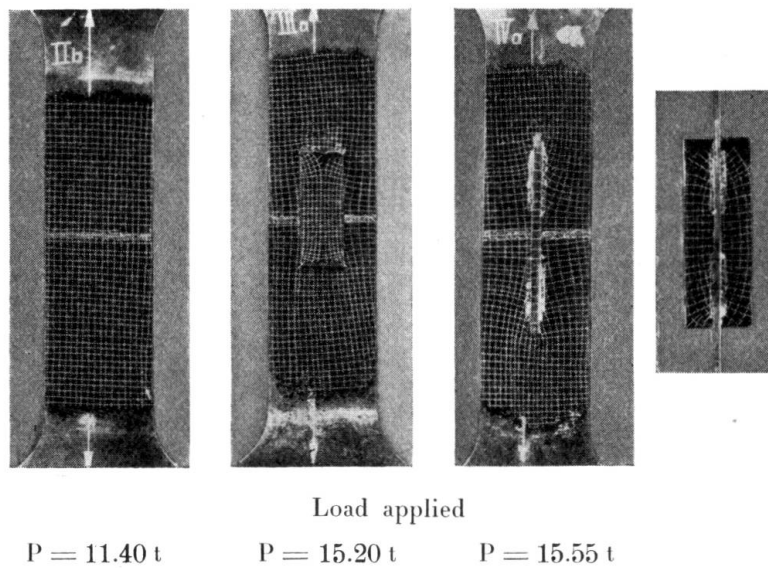 IIb IIIa IVa
Load applied
P = 11.40 t P = 15.20 t P = 15.55 t